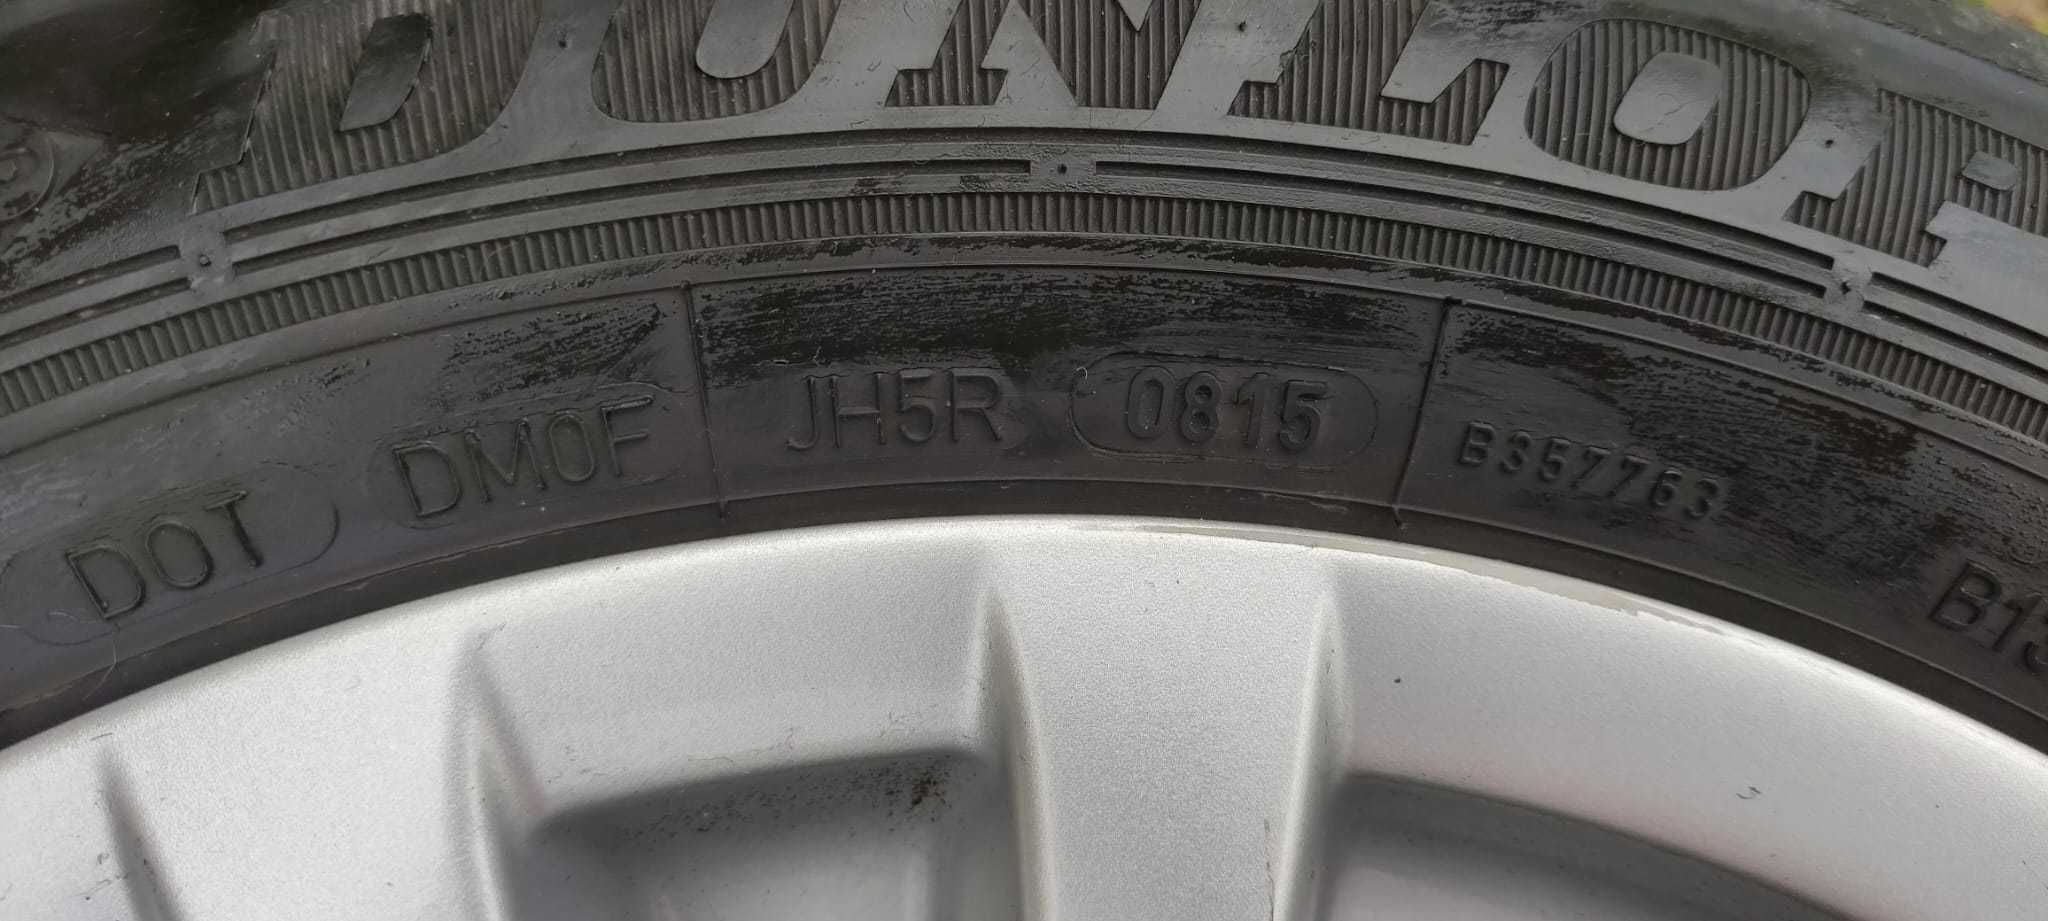 DUNLOP
DOT DM0F JH5R 0815 B357763